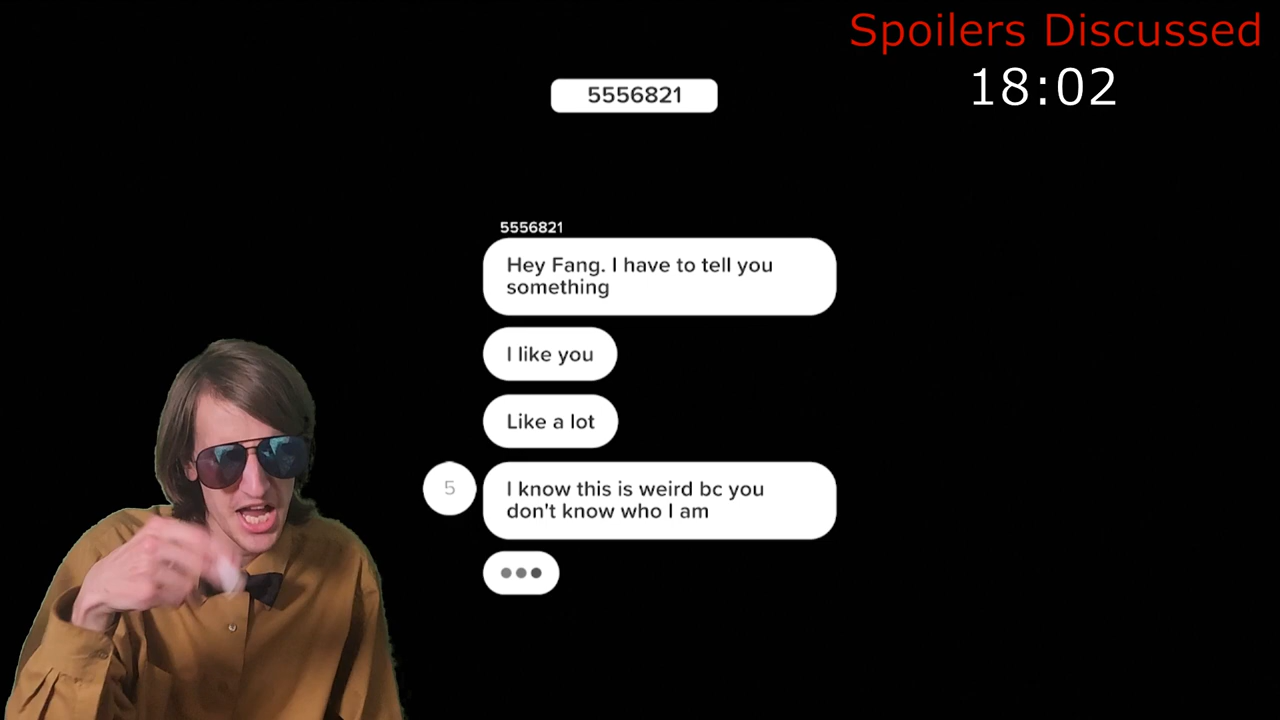 Spoilers Discussed
18:02
5556821
5556821
Hey Fang. I have to tell you
something
I like you
Like a lot
5
I know this is weird bc you
don't know who I am